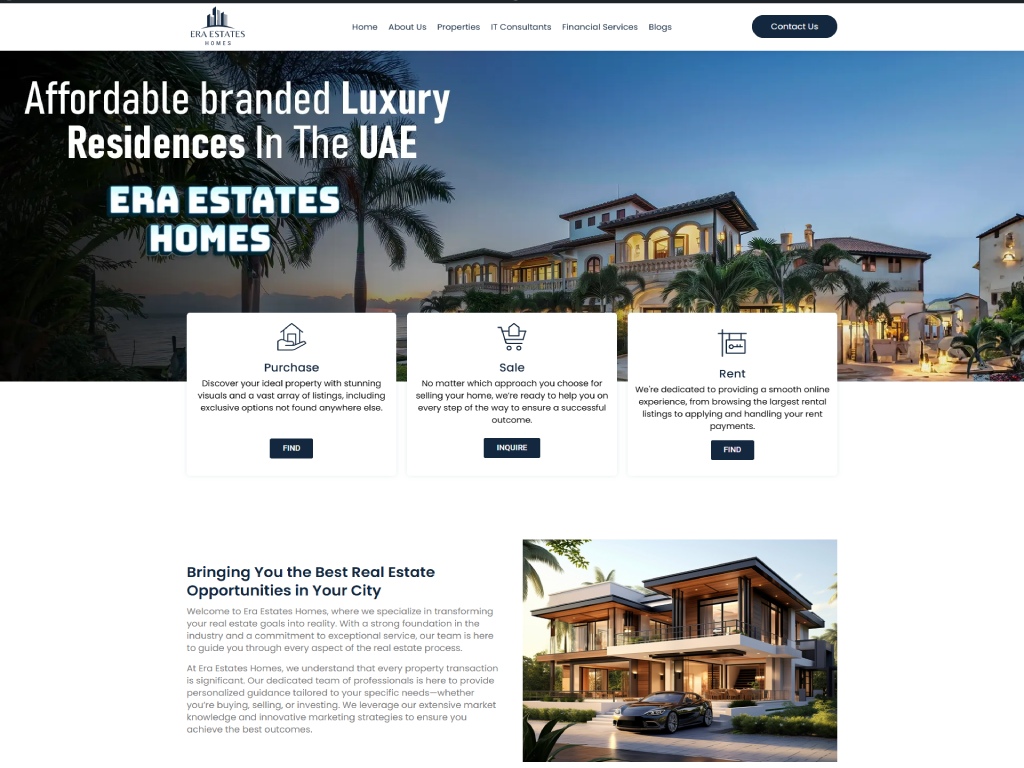 ERA ESTATES
HOMES
Home About Us Properties IT Consultants Financial Services Blogs
Contact Us
Affordable branded Luxury
Residences In The UAE
ERA ESTATES
HOMES
Purchase
Discover your ideal property with stunning
visuals and a vast array of listings, including
exclusive options not found anywhere else.
FIND
Sale
No matter which approach you choose for
selling your home, we're ready to help you on
every step of the way to ensure a successful
outcome.
INQUIRE
Rent
We're dedicated to providing a smooth online
experience, from browsing the largest rental
listings to applying and handling your rent
payments.
FIND
Bringing You the Best Real Estate
Opportunities in Your City
Welcome to Era Estates Homes, where we specialize in transforming
your real estate goals into reality. With a strong foundation in the
industry and a commitment to exceptional service, our team is here
to guide you through every aspect of the real estate process.
At Era Estates Homes, we understand that every property transaction
is significant. Our dedicated team of professionals is here to provide
personalized guidance tailored to your specific needs—whether
you're buying, selling, or investing. We leverage our extensive market
knowledge and innovative marketing strategies to ensure you
achieve the best outcomes.